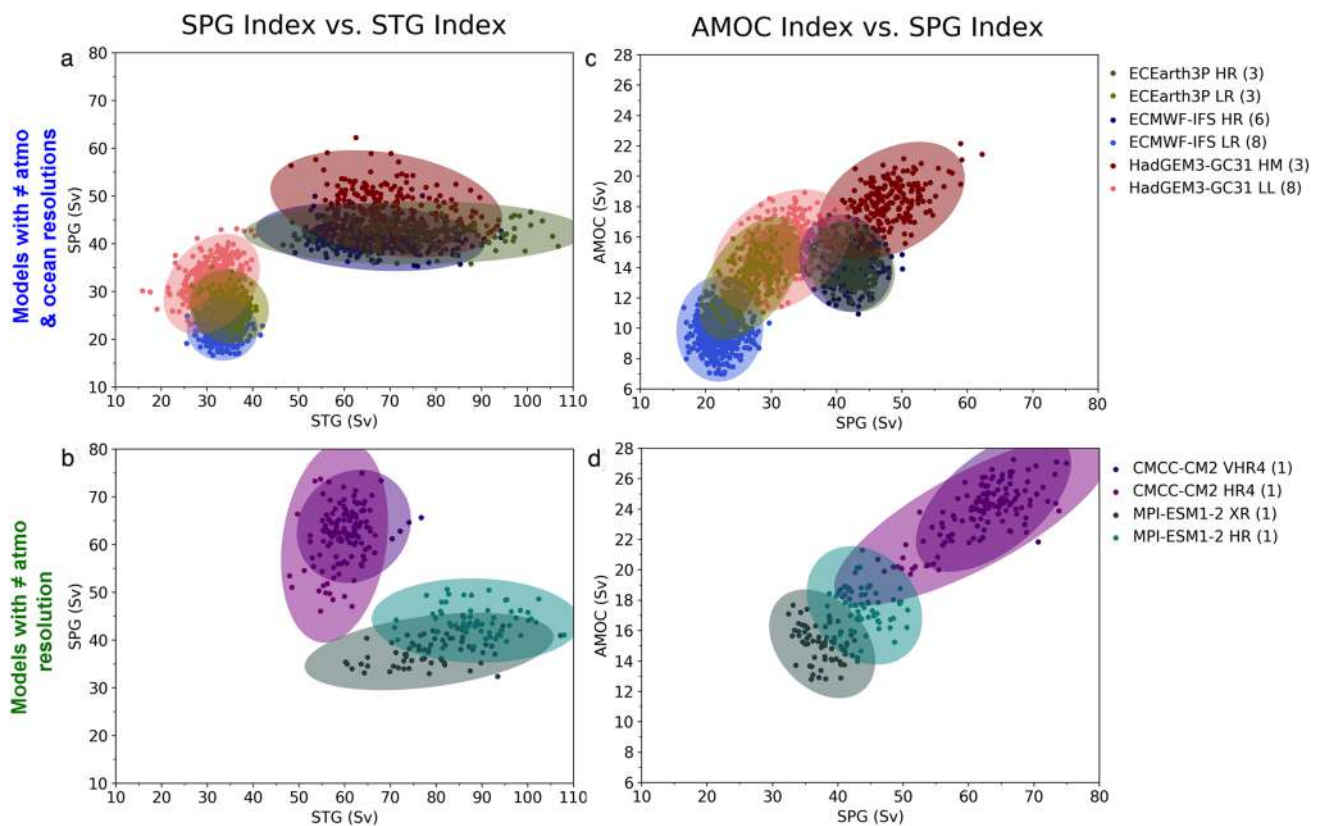 SPG Index vs. STG Index
AMOC Index vs. SPG Index
Models with ≠ atmo
& ocean resolutions
a
80
70
60
50
40
30
20
10
SPG (Sv)
10 20 30 40 50 60 70 80 90 100 110
STG (Sv)
c
28
26
24
22
20
18
16
14
12
10
8
6
AMOC (Sv)
10 20 30 40 50 60 70 80
SPG (Sv)
ECEarth3P HR (3)
ECEarth3P LR (3)
ECMWF-IFS HR (6)
ECMWF-IFS LR (8)
HadGEM3-GC31 HM (3)
HadGEM3-GC31 LL (8)
Models with ≠ atmo
resolution
b
80
70
60
50
40
30
20
10
SPG (Sv)
10 20 30 40 50 60 70 80 90 100 110
STG (Sv)
d
28
26
24
22
20
18
16
14
12
10
8
6
AMOC (Sv)
10 20 30 40 50 60 70 80
SPG (Sv)
CMCC-CM2 VHR4 (1)
CMCC-CM2 HR4 (1)
MPI-ESM1-2 XR (1)
MPI-ESM1-2 HR (1)